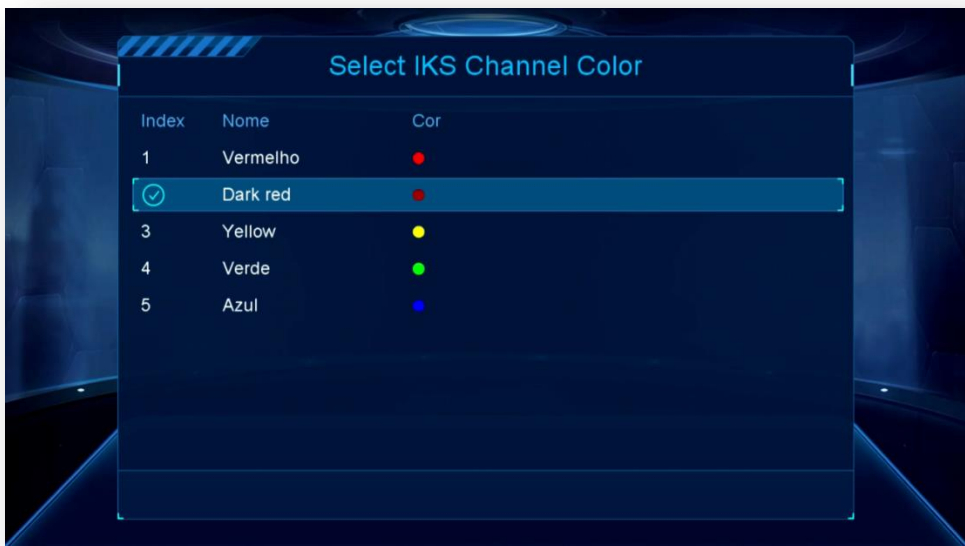 Select IKS Channel Color
Index Nome Cor
1 Vermelho
Dark red
3 Yellow
4 Verde
5 Azul